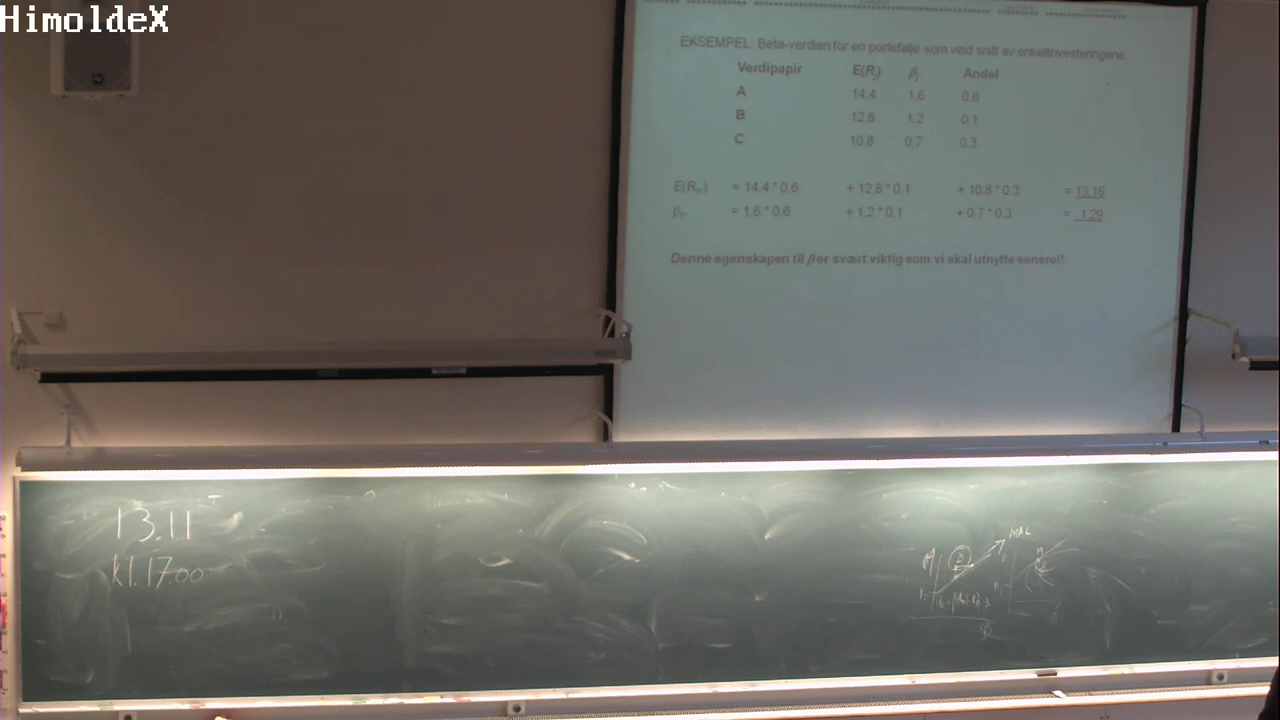 HimoldeX
EKSEMPEL: Beta-verdien for en portefølje som veid snitt av enkeltinvesteringene.
Verdipapir E(Rj) βj Andel
A 14,4 1,6 0,6
B 12,8 1,2 0,1
C 10,8 0,7 0,3
E(Rp) = 14,4 * 0,6 + 12,8 * 0,1 + 10,8 * 0,3 = 13,16
βp = 1,6 * 0,6 + 1,2 * 0,1 + 0,7 * 0,3 = 1,29
Denne egenskapen til β er svært viktig som vi skal utnytte senere!!
13.11
kl. 17.00